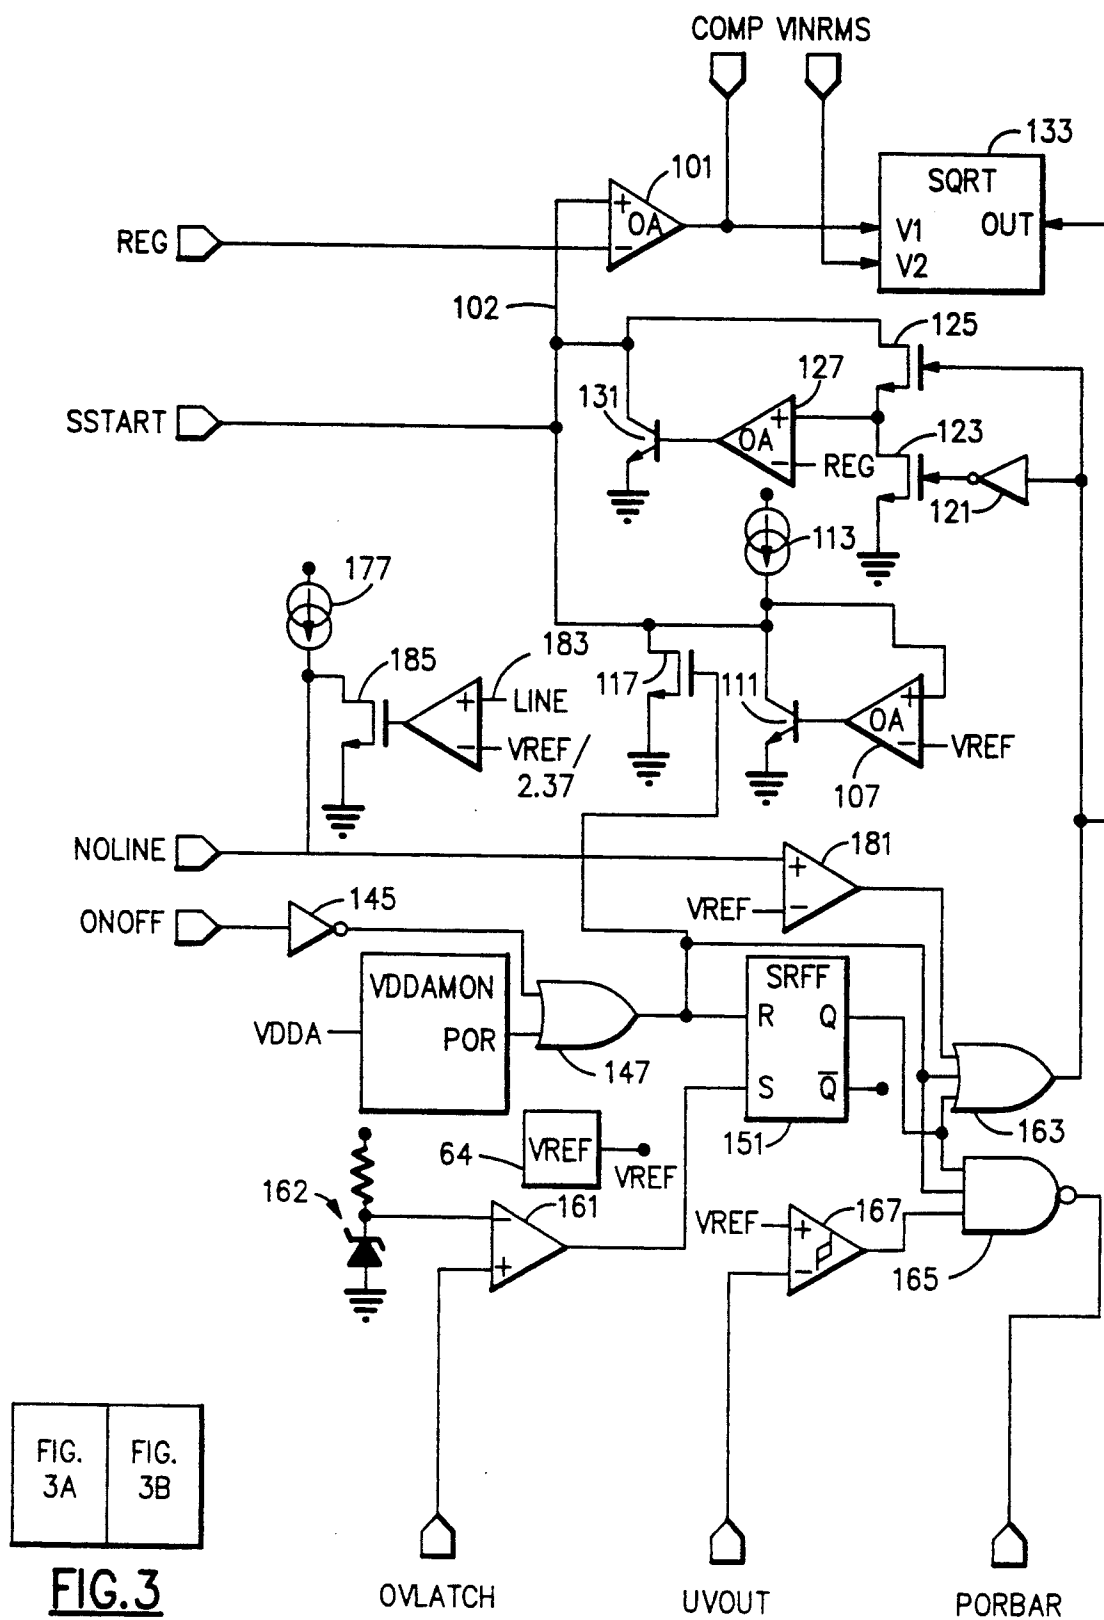 COMP VINRMS
133
101
SQRT
+
OA
REG
OUT
V1
-
V2
102
125
127
131
+
123
SSTART
OA
- REG
121
113
177
183
185
117
111
+
LINE
+
OA
- VREF/
2.37
- VREF
107
NOLINE
181
+
145
VREF -
ONOFF
SRFF
VDDAMON
R
Q
VDDA
POR
147
S
Q̅
163
151
64
VREF
VREF
162
161
-
167
VREF +
+
-
165
FIG.
3A
FIG.
3B
FIG.3
OVLATCH
UVOUT
PORBAR